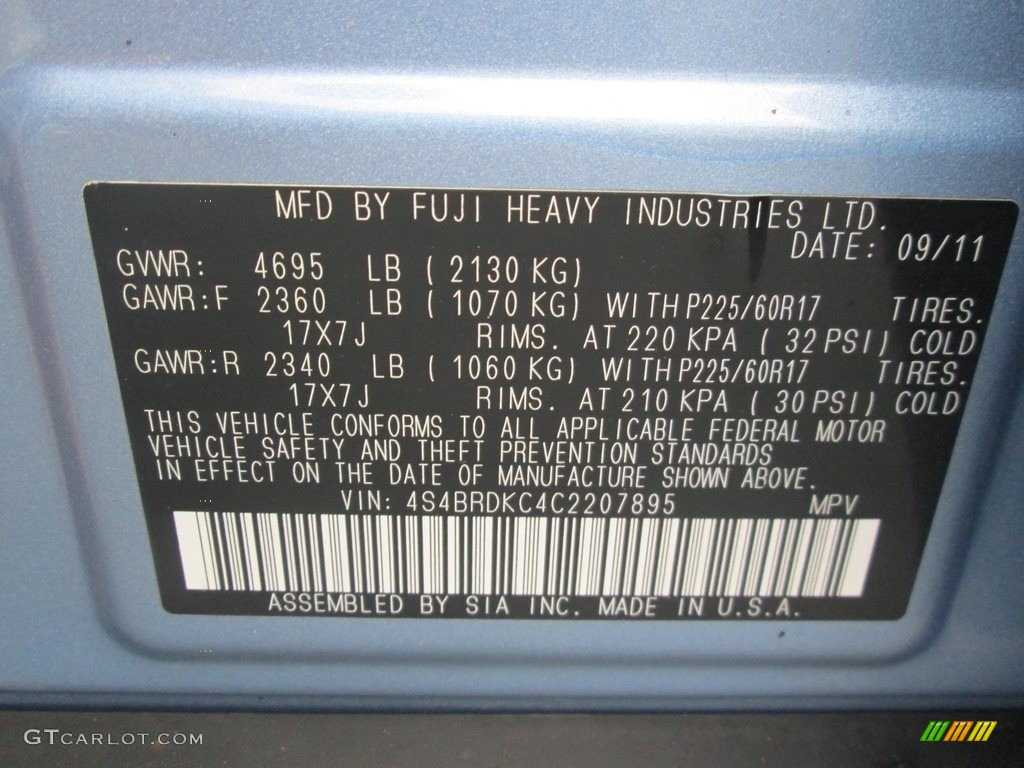 MFD BY FUJI HEAVY INDUSTRIES LTD.
DATE: 09/11
GVWR: 4695 LB ( 2130 KG)
GAWR:F 2360 LB ( 1070 KG) WITH P225/60R17 TIRES.
17X7J RIMS. AT 220 KPA ( 32 PSI) COLD
GAWR:R 2340 LB ( 1060 KG) WITH P225/60R17 TIRES.
17X7J RIMS. AT 210 KPA ( 30 PSI) COLD
THIS VEHICLE CONFORMS TO ALL APPLICABLE FEDERAL MOTOR
VEHICLE SAFETY AND THEFT PREVENTION STANDARDS
IN EFFECT ON THE DATE OF MANUFACTURE SHOWN ABOVE.
VIN: 4S4BRDKC4C2207895 MPV
ASSEMBLED BY SIA INC. MADE IN U.S.A.
GTCARLOT.COM